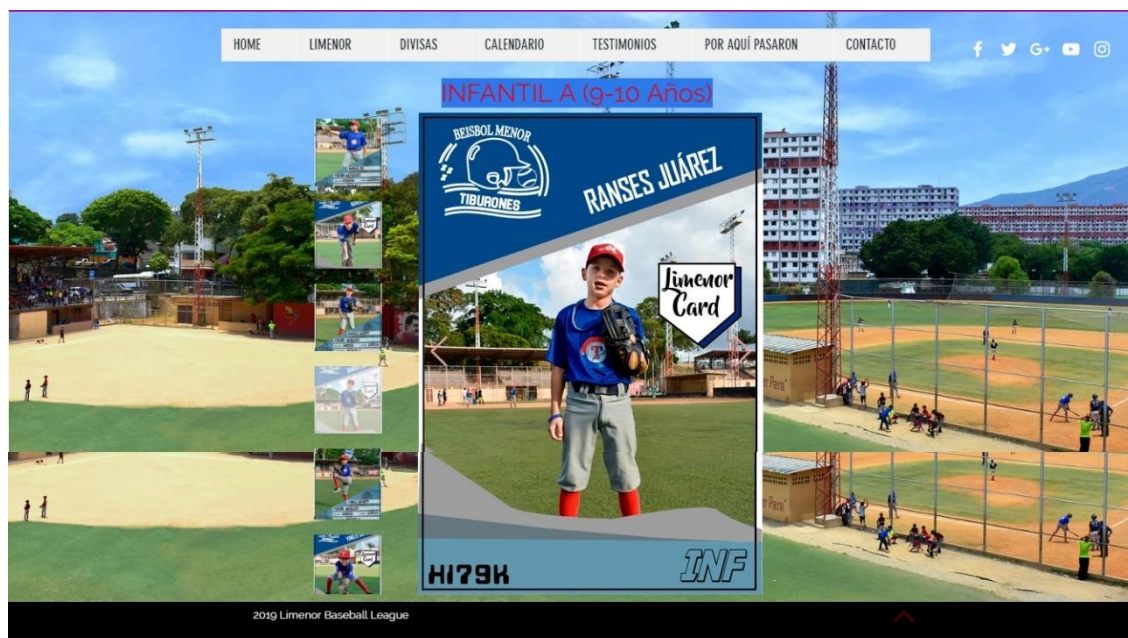 HOME LIMENOR DIVISAS CALENDARIO TESTIMONIOS POR AQUÍ PASARON CONTACTO
INFANTIL A (9-10 Años)
BEISBOL MENOR
TIBURONES
RANSES JUÁREZ
Limenor
Card
T
HI79K
INF
2019 Limenor Baseball League